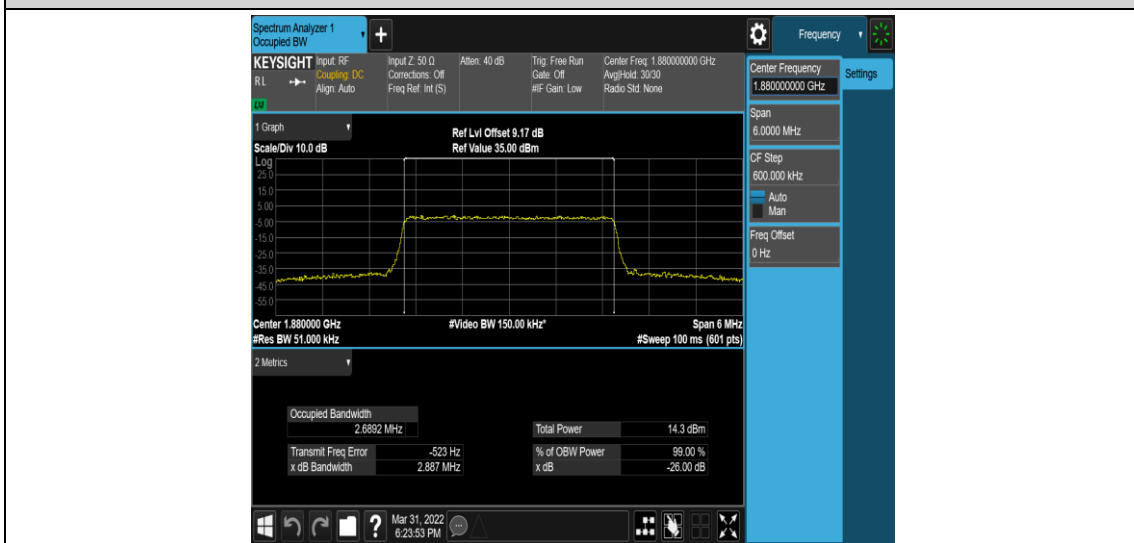 Spectrum Analyzer 1
Occupied BW
+
Frequency
KEYSIGHT Input: RF Input Z: 50 Ω Atten: 40 dB Trig: Free Run Center Freq: 1.880000000 GHz
RL Coupling: DC Corrections: Off Gate: Off Avg|Hold: 30/30
Align: Auto Freq Ref: Int (S) #IF Gain: Low Radio Std: None
LXI
Center Frequency
1.880000000 GHz
Settings
Span
6.0000 MHz
CF Step
600.000 kHz
Auto
Man
Freq Offset
0 Hz
1 Graph
Ref Lvl Offset 9.17 dB
Scale/Div 10.0 dB Ref Value 35.00 dBm
Log
25.0
15.0
5.00
-5.00
-15.0
-25.0
-35.0
-45.0
-55.0
Center 1.880000 GHz #Video BW 150.00 kHz* Span 6 MHz
#Res BW 51.000 kHz #Sweep 100 ms (601 pts)
2 Metrics
Occupied Bandwidth
2.6892 MHz
Total Power 14.3 dBm
Transmit Freq Error -523 Hz % of OBW Power 99.00 %
x dB Bandwidth 2.887 MHz x dB -26.00 dB
?
Mar 31, 2022
6:23:53 PM